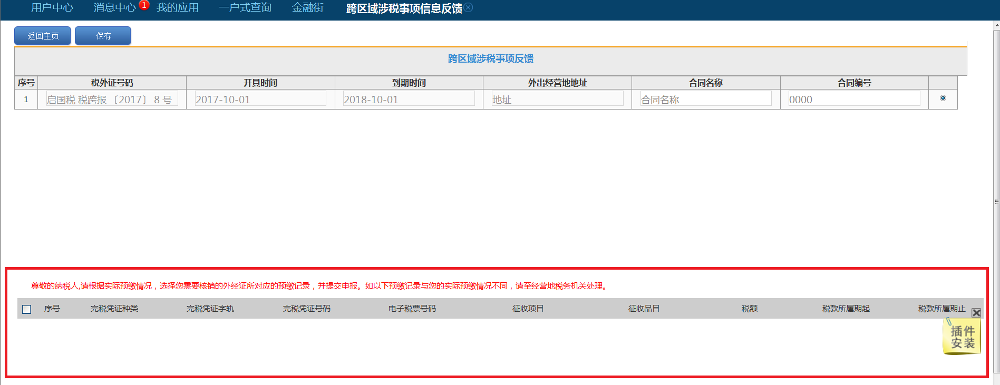 用户中心 消息中心 1 我的应用 一户式查询 金融街 跨区域涉税事项信息反馈
返回主页 保存
跨区域涉税事项反馈
序号 税外证号码 开具时间 到期时间 外出经营地地址 合同名称 合同编号
1 启国税 税跨报 〔2017〕 8 号 2017-10-01 2018-10-01 地址 合同名称 0000
尊敬的纳税人,请根据实际预缴情况，选择您需要核销的外经证所对应的预缴记录，并提交申报。如以下预缴记录与您的实际预缴情况不同，请至经营地税务机关处理。
序号 完税凭证种类 完税凭证字轨 完税凭证号码 电子税票号码 征收项目 征收品目 税额 税款所属期起 税款所属期止
插件
安装